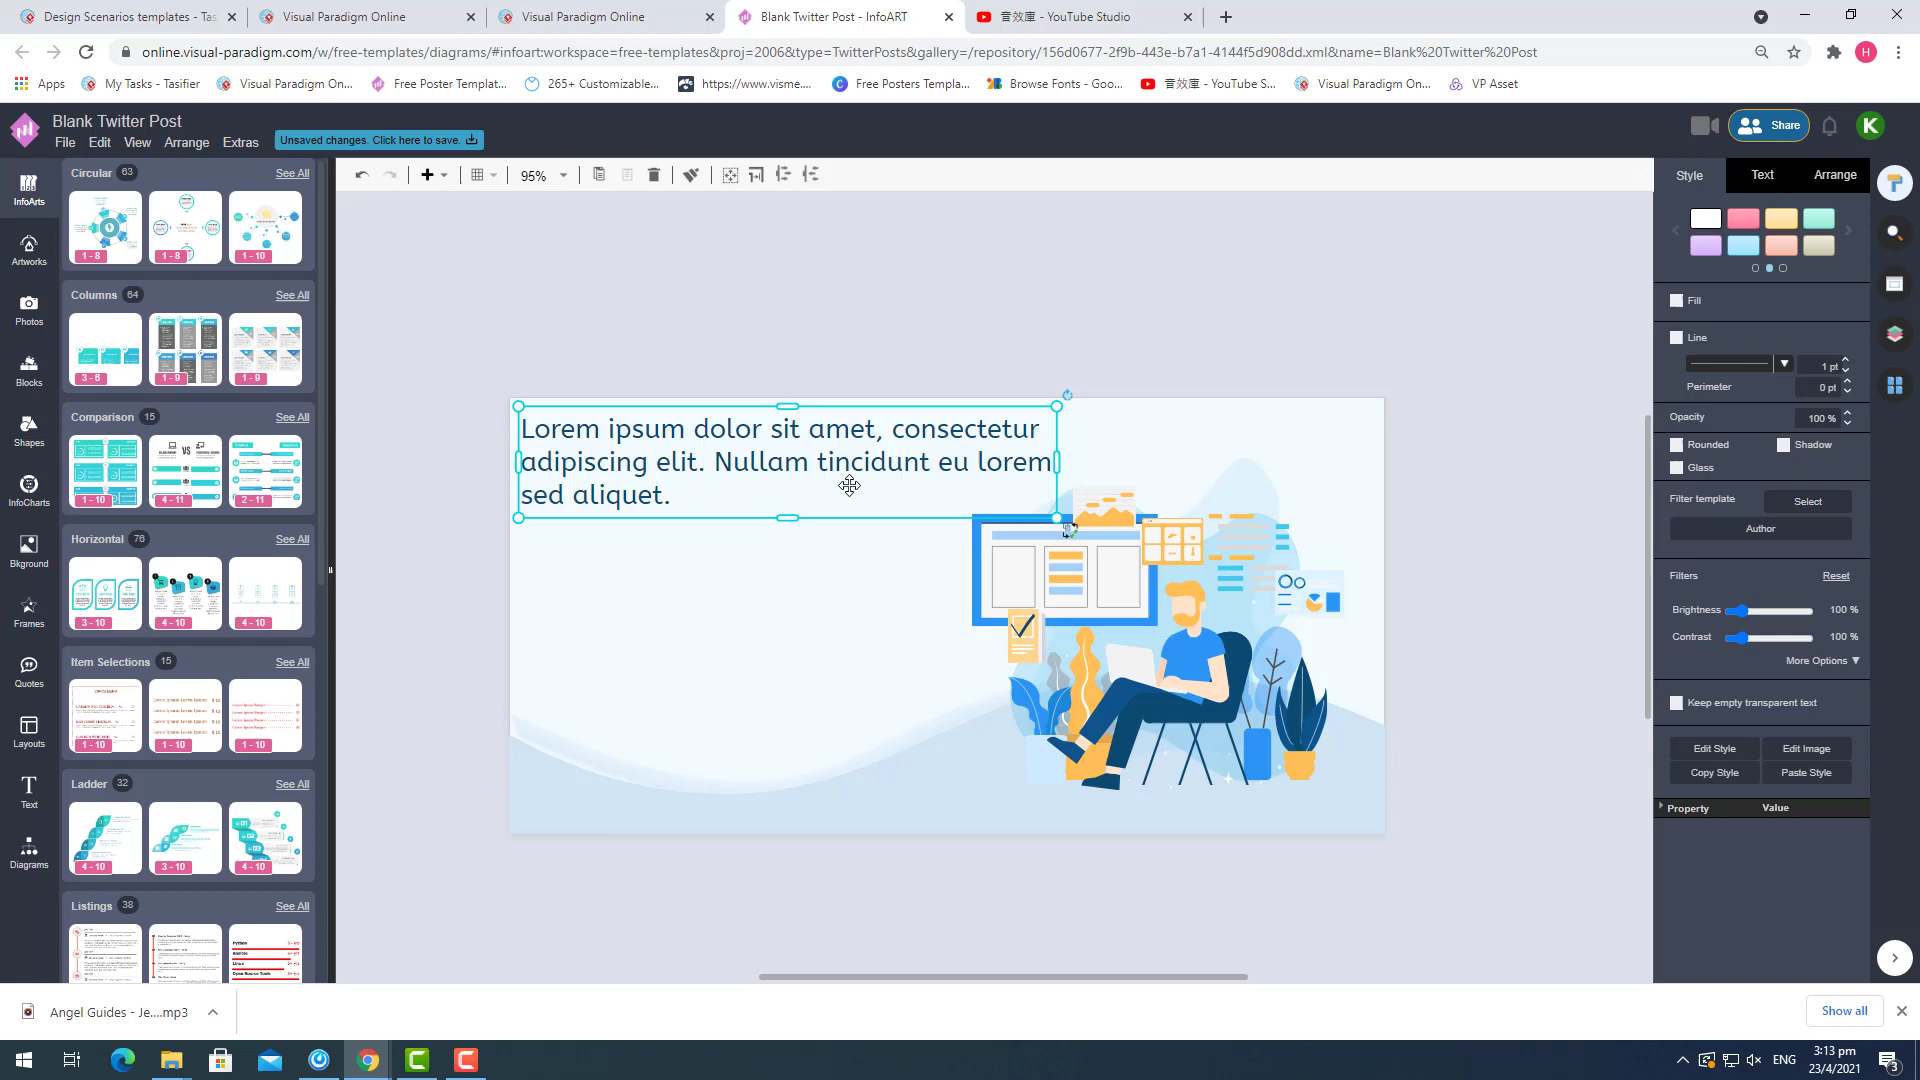 Design Scenarios templates - Tas
Visual Paradigm Online
Visual Paradigm Online
Blank Twitter Post - InfoART
音效庫 - YouTube Studio
online.visual-paradigm.com/w/free-templates/diagrams/#infoart:workspace=free-templates&proj=2006&type=TwitterPosts&gallery=/repository/156d0677-2f9b-443e-b7a1-4144f5d908dd.xml&name=Blank%20Twitter%20Post
H
Apps
My Tasks - Tasifier
Visual Paradigm On...
Free Poster Templat...
265+ Customizable...
https://www.visme....
Free Posters Templa...
Browse Fonts - Goo...
音效庫 - YouTube S...
Visual Paradigm On...
VP Asset
Blank Twitter Post
File Edit View Arrange Extras
Unsaved changes. Click here to save.
Share
K
InfoArts
Artworks
Photos
Blocks
Shapes
InfoCharts
Bkground
Frames
Quotes
Layouts
Text
Diagrams
Circular 63 See All
1 - 8
1 - 8
1 - 10
Columns 64 See All
3 - 6
1 - 9
1 - 9
Comparison 15 See All
VS
1 - 10
4 - 11
2 - 11
Horizontal 76 See All
3 - 10
4 - 10
4 - 10
Item Selections 15 See All
1 - 10
1 - 10
1 - 10
Ladder 32 See All
4 - 10
3 - 10
4 - 10
Listings 38 See All
95%
Lorem ipsum dolor sit amet, consectetur
adipiscing elit. Nullam tincidunt eu lorem
sed aliquet.
Style Text Arrange
Fill
Line
1 pt
Perimeter 0 pt
Opacity 100 %
Rounded Shadow
Glass
Filter template Select
Author
Filters Reset
Brightness 100 %
Contrast 100 %
More Options ▼
Keep empty transparent text
Edit Style Edit Image
Copy Style Paste Style
Property Value
Angel Guides - Je....mp3
Show all
ENG
3:13 pm
23/4/2021
3